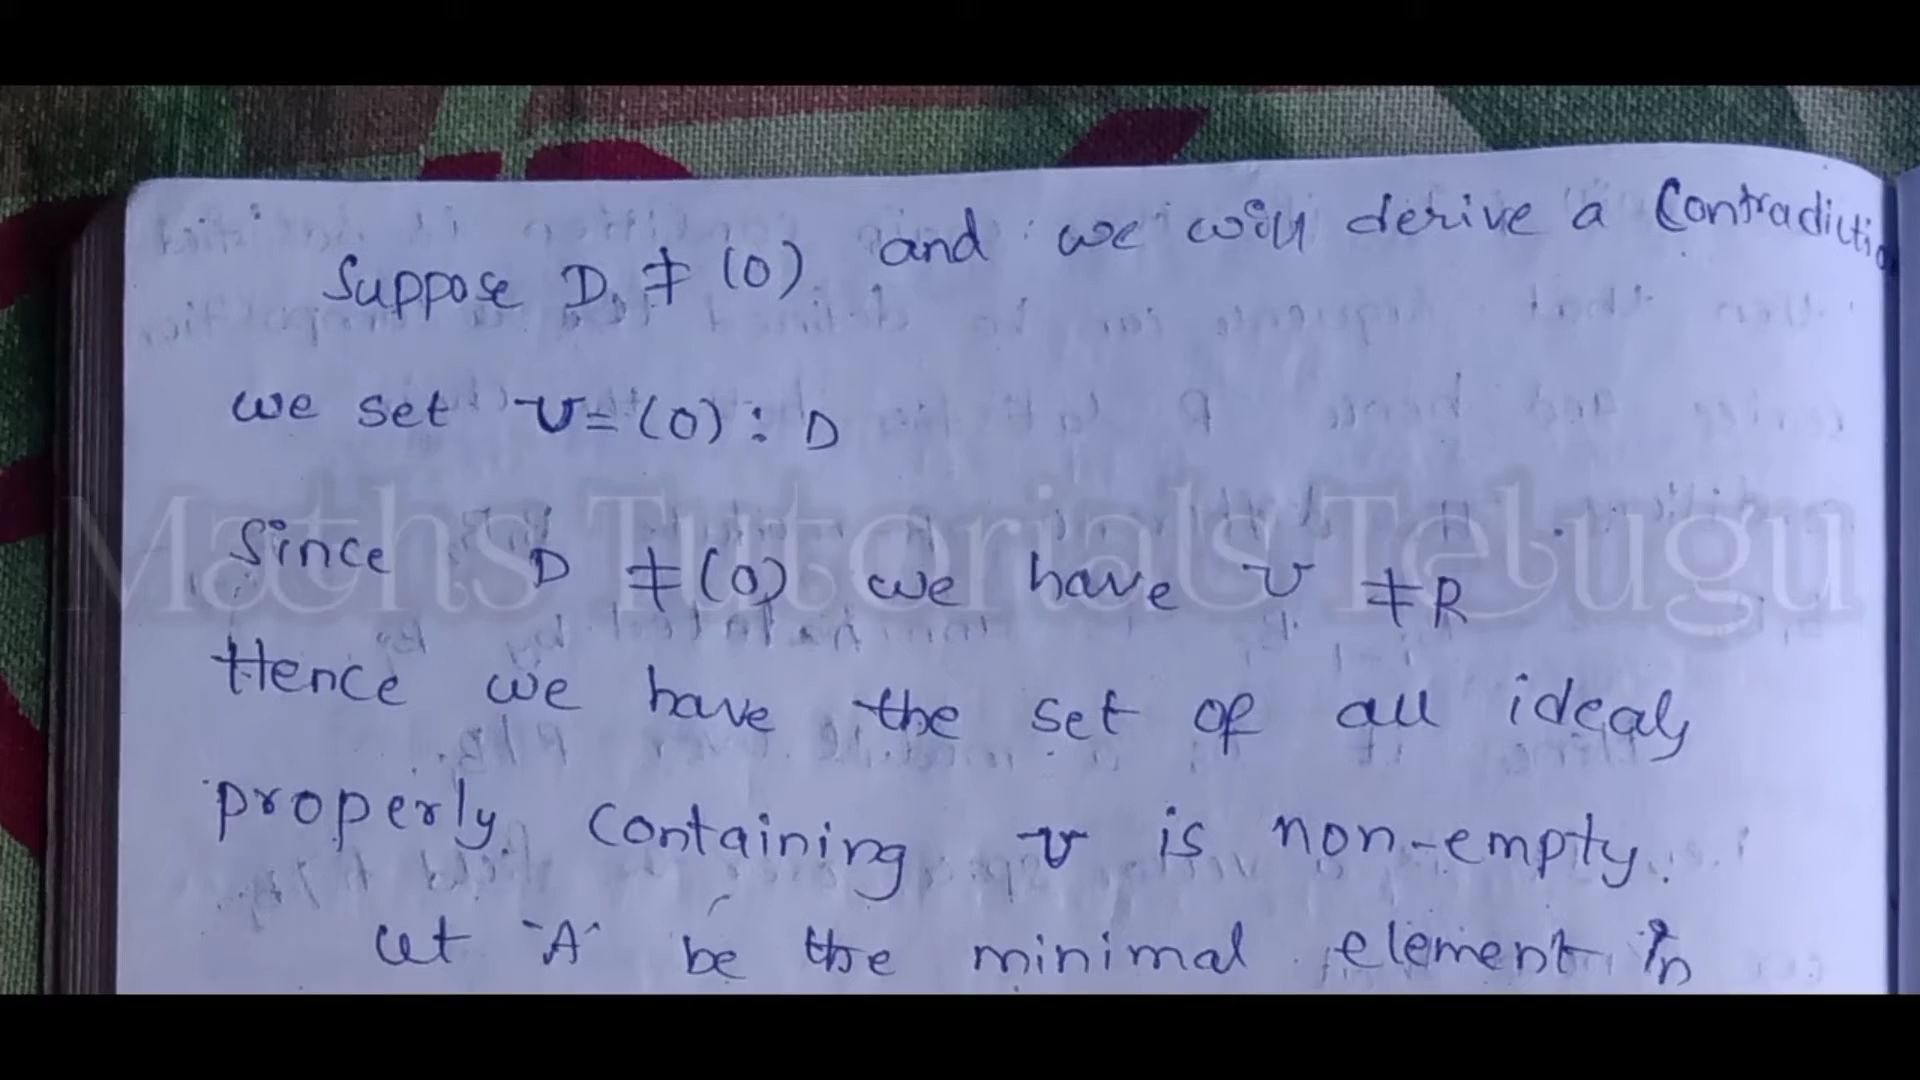 Suppose D ≠ (0) and we will derive a Contradiction
we set v = (0) : D
Since D ≠ (0) we have v ≠ R
Hence we have the set of all ideals
properly containing v is non-empty.
Let "A" be the minimal element in
Maths Tutorials Telugu